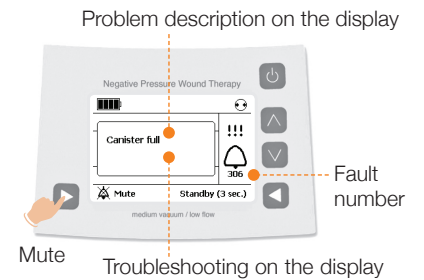 Problem description on the display
Negative Pressure Wound Therapy
Canister full
!!!
306
Mute
Standby (3 sec.)
medium vacuum / low flow
Fault
number
Mute
Troubleshooting on the display